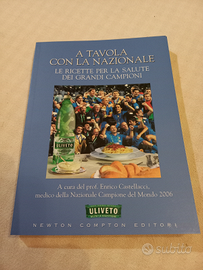 A TAVOLA
CON LA NAZIONALE
LE RICETTE PER LA SALUTE
DEI GRANDI CAMPIONI
A cura del prof. Enrico Castellacci,
medico della Nazionale Campione del Mondo 2006
ULIVETO
NEWTON COMPTON EDITORI
Subito